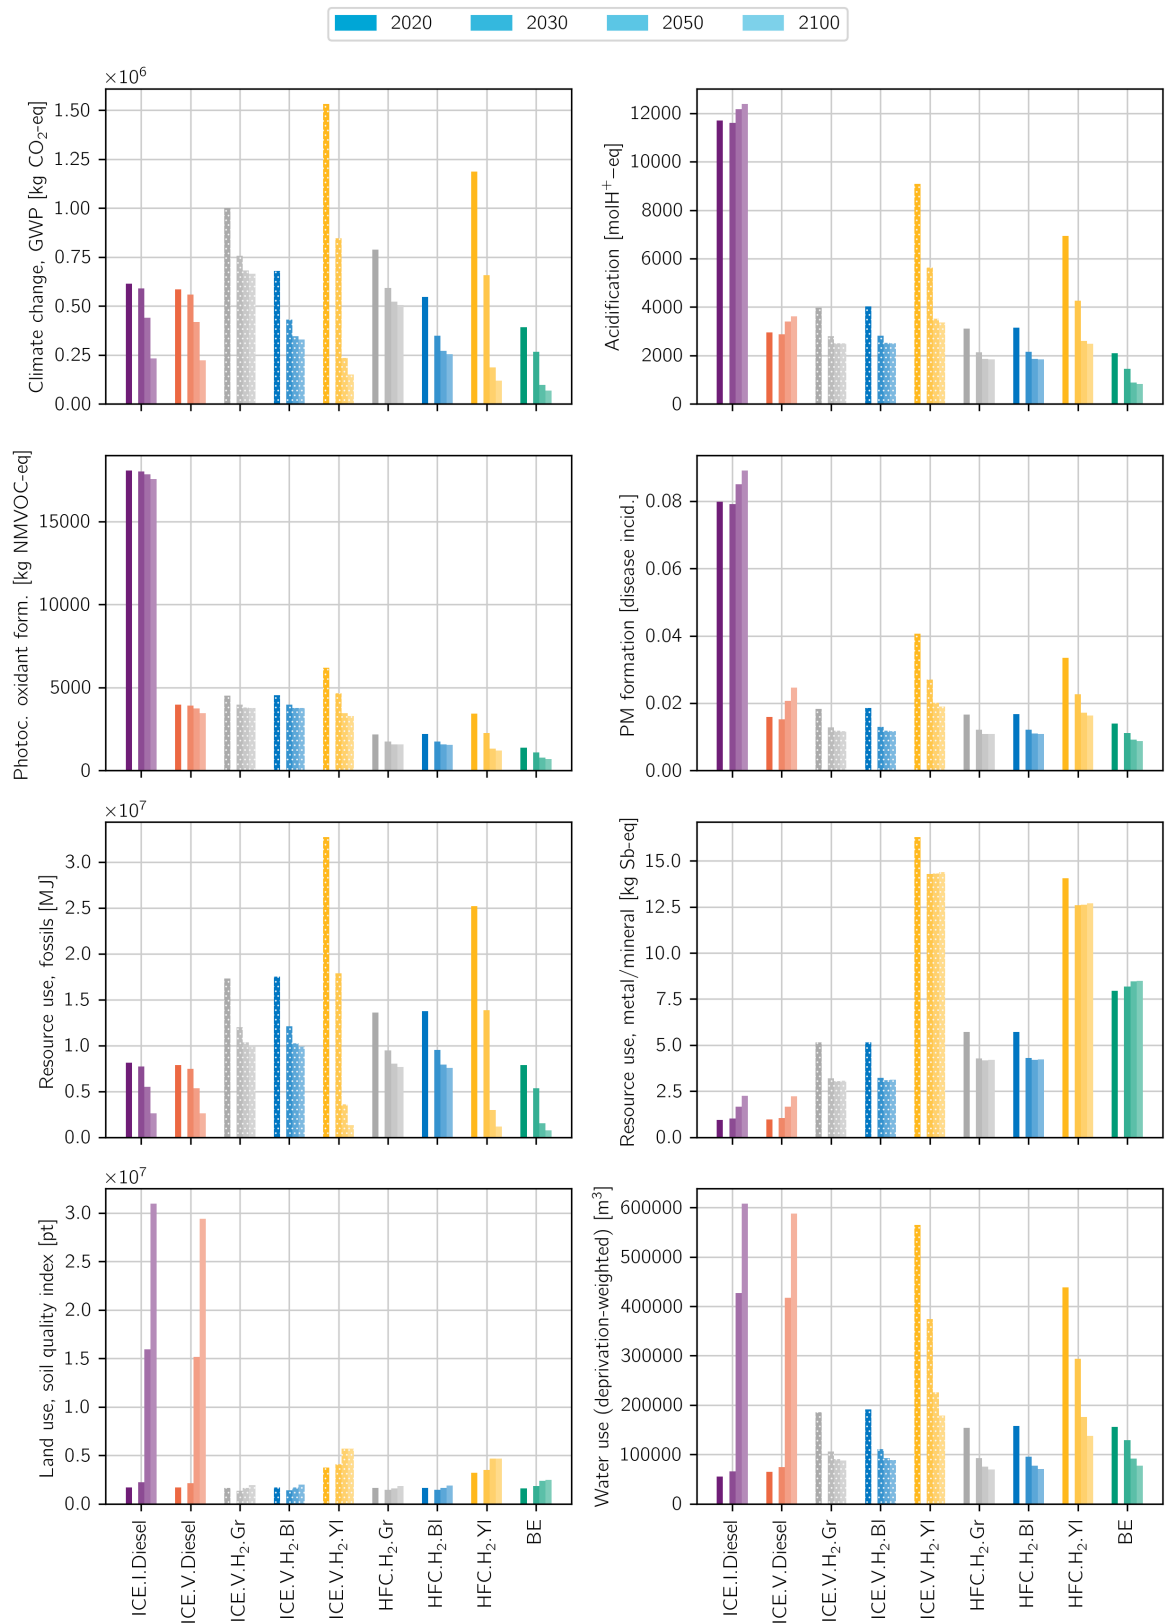 2020 2030 2050 2100
×10⁶
Climate change, GWP [kg CO₂-eq]
1.50
1.25
1.00
0.75
0.50
0.25
0.00
Acidification [molH⁺−eq]
12000
10000
8000
6000
4000
2000
0
Photoc. oxidant form. [kg NMVOC-eq]
15000
10000
5000
0
PM formation [disease incid.]
0.08
0.06
0.04
0.02
0.00
×10⁷
Resource use, fossils [MJ]
3.0
2.5
2.0
1.5
1.0
0.5
0.0
Resource use, metal/mineral [kg Sb-eq]
15.0
12.5
10.0
7.5
5.0
2.5
0.0
×10⁷
Land use, soil quality index [pt]
3.0
2.5
2.0
1.5
1.0
0.5
0.0
Water use (deprivation-weighted) [m³]
600000
500000
400000
300000
200000
100000
0
ICE.I.Diesel
ICE.V.Diesel
ICE.V.H₂.Gr
ICE.V.H₂.Bl
ICE.V.H₂.Yl
HFC.H₂.Gr
HFC.H₂.Bl
HFC.H₂.Yl
BE
ICE.I.Diesel
ICE.V.Diesel
ICE.V.H₂.Gr
ICE.V.H₂.Bl
ICE.V.H₂.Yl
HFC.H₂.Gr
HFC.H₂.Bl
HFC.H₂.Yl
BE